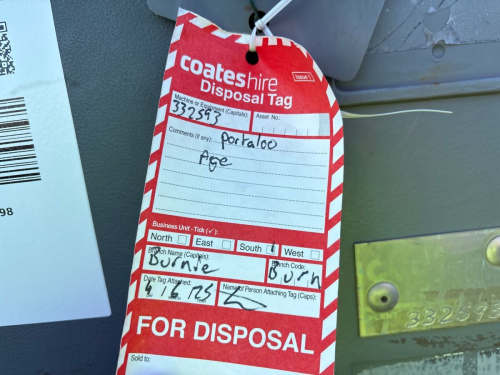 coateshire
ISSUE 1
Disposal Tag
Machine or Equipment (Capitals): Asset No.
332593
Comments (if any): Portaloo
Age
Business Unit - Tick (✓):
North East South West
Branch Name (Capitals): Branch Code:
Burnie Burn
Date Tag Attached: Name of Person Attaching Tag (Caps):
4 / 6 / 25
FOR DISPOSAL
Sold to:
98
332593